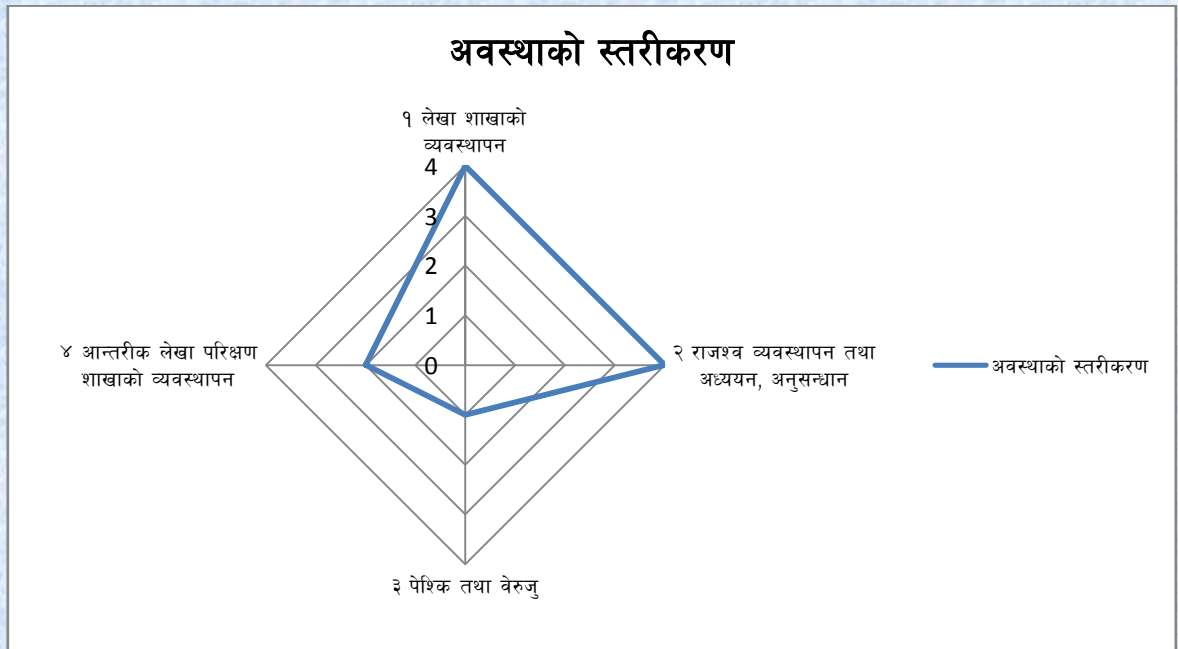 अवस्थाको स्तरीकरण
१ लेखा शाखाको
व्यवस्थापन
4
3
2
1
0
४ आन्तरीक लेखा परिक्षण
शाखाको व्यवस्थापन
२ राजश्व व्यवस्थापन तथा
अध्ययन, अनुसन्धान
अवस्थाको स्तरीकरण
३ पेश्कि तथा वेरुजु